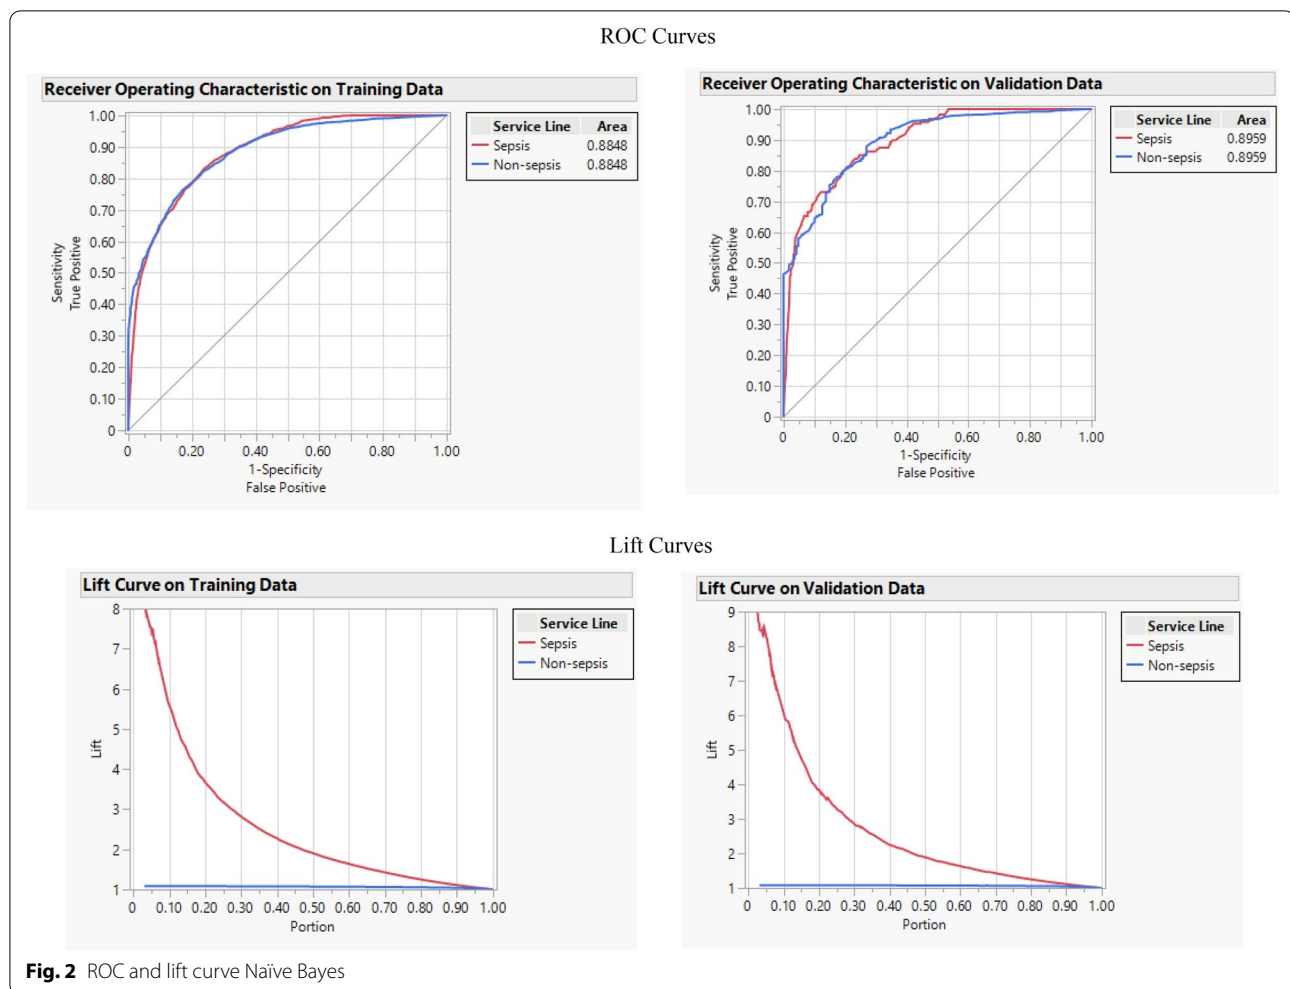 ROC Curves
Receiver Operating Characteristic on Training Data
Service Line Area
Sepsis 0.8848
Non-sepsis 0.8848
1.00
0.90
0.80
0.70
0.60
0.50
0.40
0.30
0.20
0.10
0
Sensitivity
True Positive
0 0.20 0.40 0.60 0.80 1.00
1-Specificity
False Positive
Receiver Operating Characteristic on Validation Data
Service Line Area
Sepsis 0.8959
Non-sepsis 0.8959
1.00
0.90
0.80
0.70
0.60
0.50
0.40
0.30
0.20
0.10
0
Sensitivity
True Positive
0 0.20 0.40 0.60 0.80 1.00
1-Specificity
False Positive
Lift Curves
Lift Curve on Training Data
Service Line
Sepsis
Non-sepsis
8
7
6
5
4
3
2
1
Lift
0 0.10 0.20 0.30 0.40 0.50 0.60 0.70 0.80 0.90 1.00
Portion
Lift Curve on Validation Data
Service Line
Sepsis
Non-sepsis
9
8
7
6
5
4
3
2
1
Lift
0 0.10 0.20 0.30 0.40 0.50 0.60 0.70 0.80 0.90 1.00
Portion
Fig. 2 ROC and lift curve Naïve Bayes